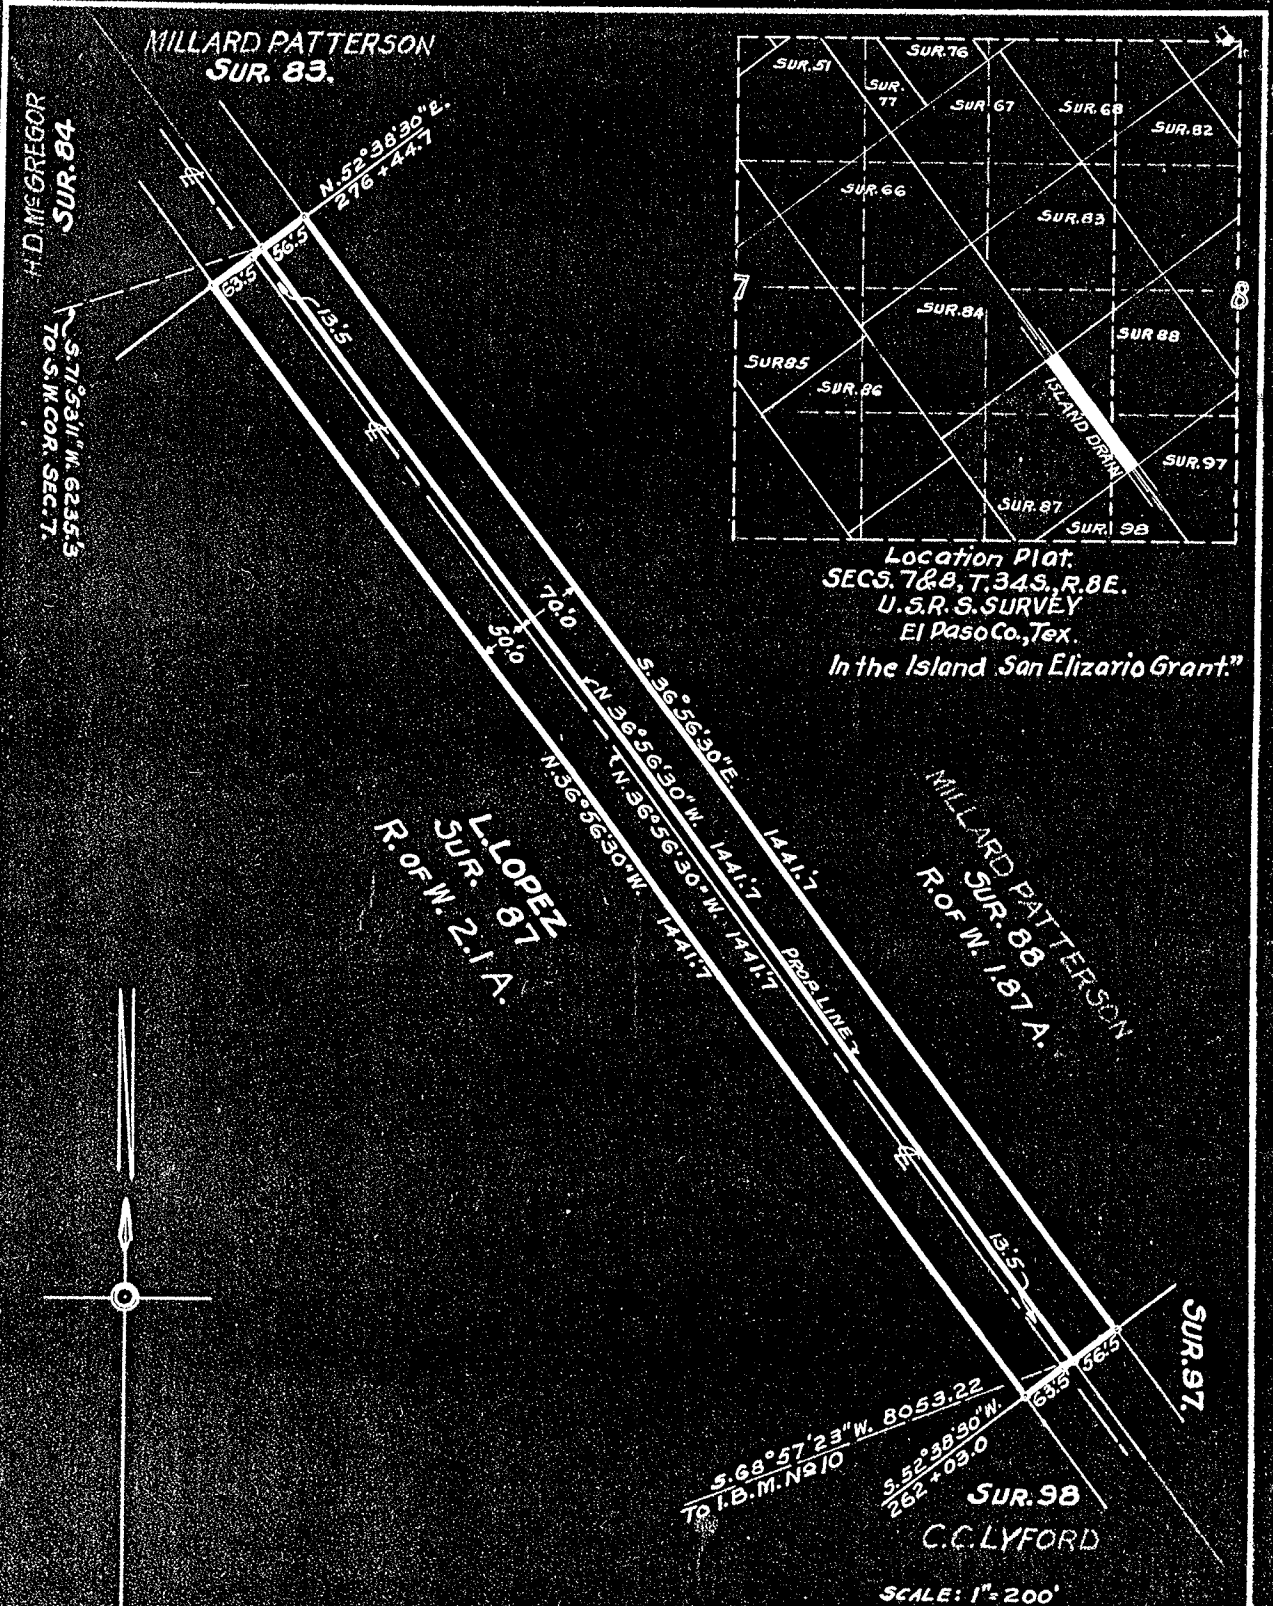 MILLARD PATTERSON
SUR. 83.
H.D. McGREGOR
SUR. 84
N.52°38'30"E.
276+44.7
63.5
56.5
13.5
S.71°53'11"W. 6235.3
TO S.W.COR. SEC. 7.
SUR.51
SUR.76
SUR.
77
SUR 67
SUR.68
SUR.82
SUR.66
SUR.83
7
8
SUR.84
SUR 88
SUR85
SUR.86
ISLAND DRAIN
SUR.97
SUR.87
SUR. 98
Location Plat.
SECS. 7&8, T.34S., R.8E.
U.S.R.S. SURVEY
El Paso Co., Tex.
In the Island San Elizario Grant."
70.0
50.0
S.36°56'30"E. 1441.7
N.36°56'30"W. 1441.7
N.36°56'30"W. 1441.7
N.36°56'30"W. 1441.7
PROP. LINE
L. LOPEZ
SUR. 87
R. OF W. 2.1 A.
MILLARD PATTERSON
SUR. 88
R. OF W. 1.87 A.
13.5
56.5
63.5
SUR. 97.
S.68°57'23"W. 8053.22
TO I.B.M. No 10
S.52°38'30"W.
262+03.0
SUR. 98
C.C. LYFORD
SCALE: 1"=200'